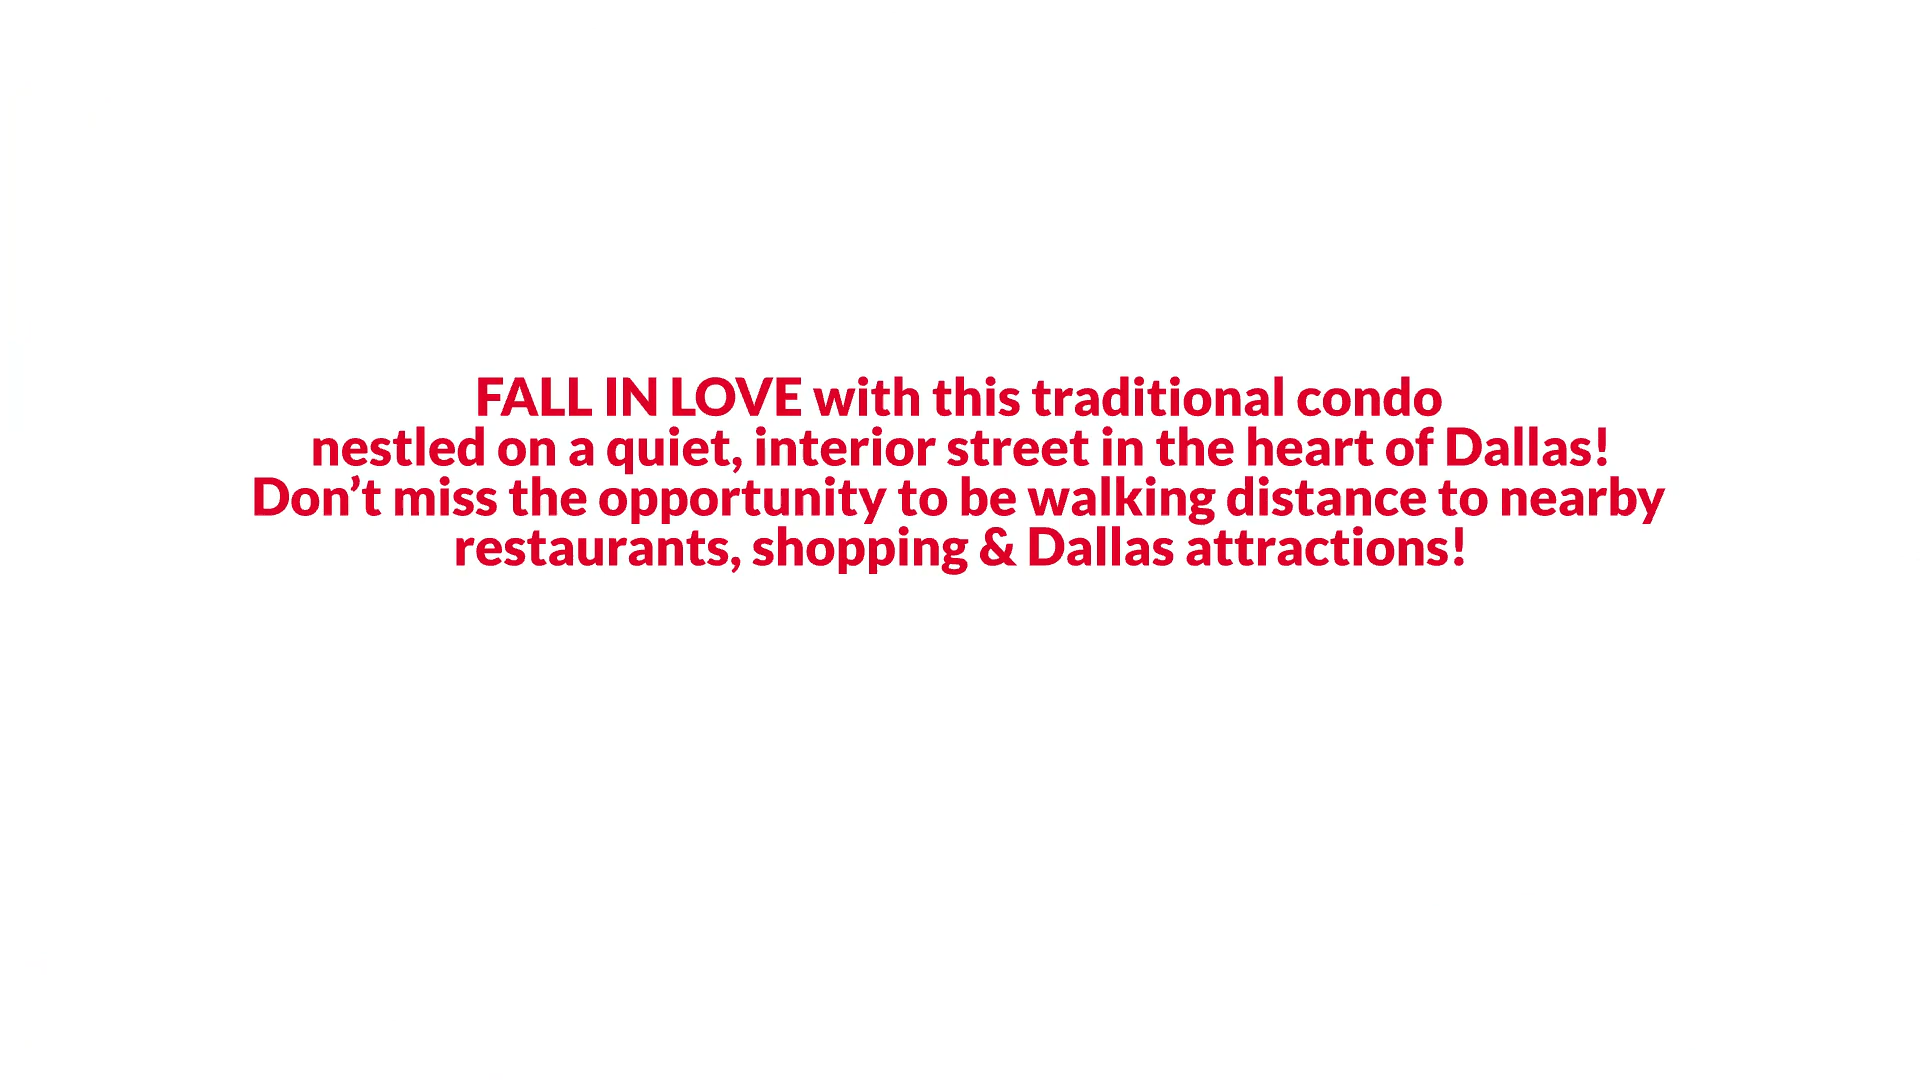 FALL IN LOVE with this traditional condo
nestled on a quiet, interior street in the heart of Dallas!
Don’t miss the opportunity to be walking distance to nearby
restaurants, shopping & Dallas attractions!